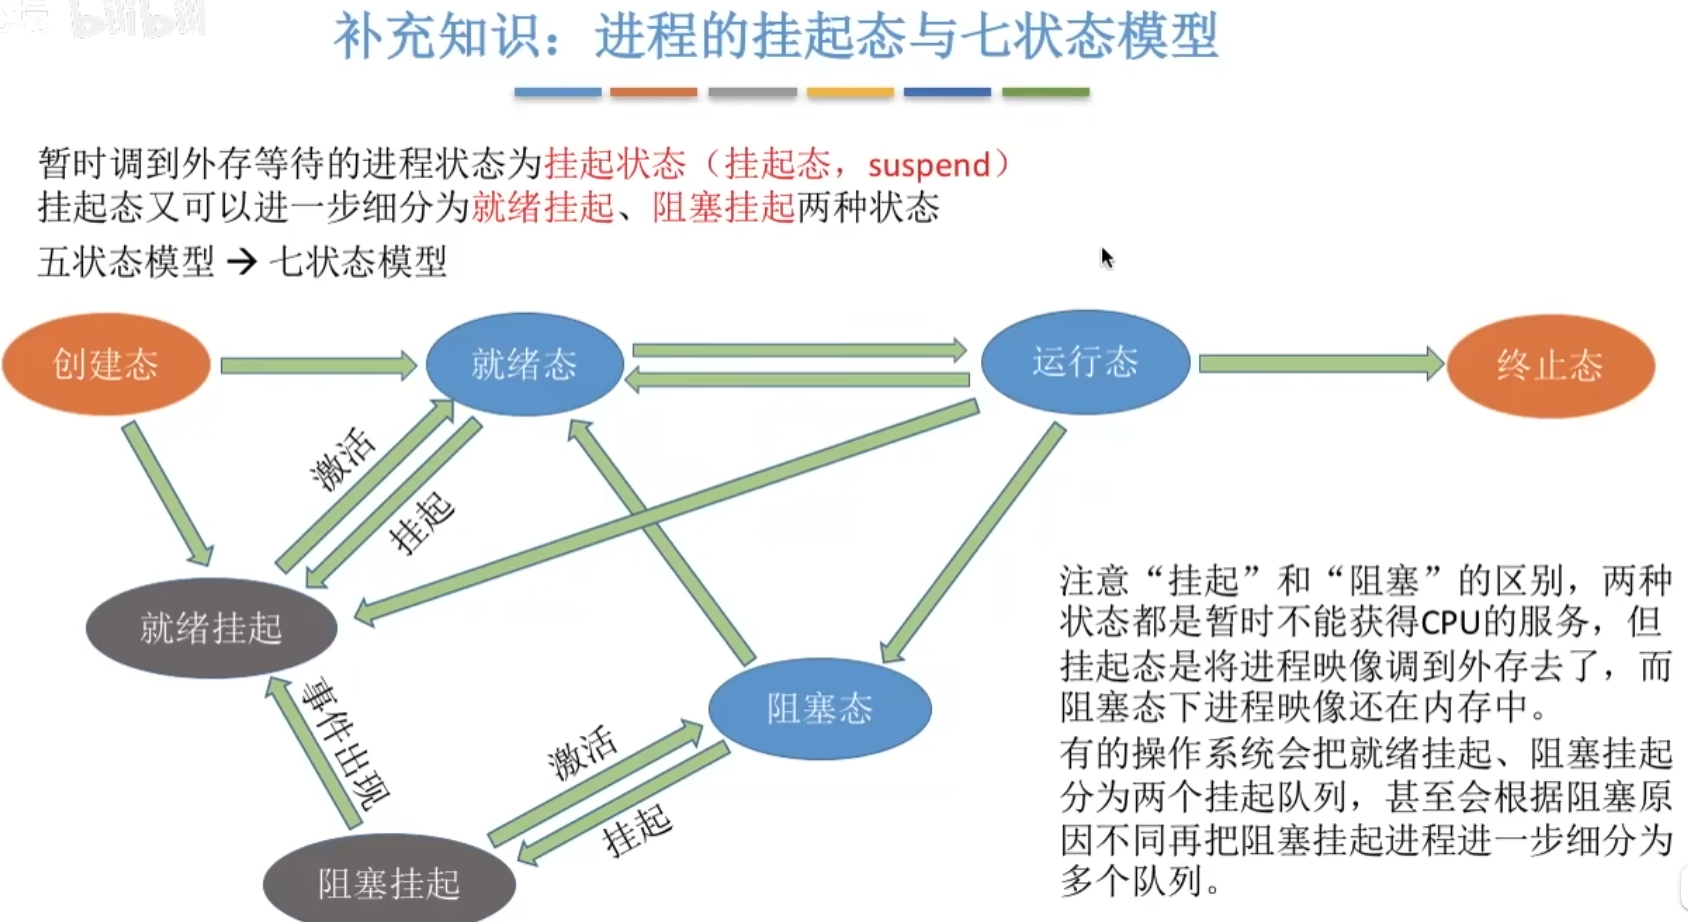 bilibili
补充知识：进程的挂起态与七状态模型
暂时调到外存等待的进程状态为挂起状态（挂起态，suspend）
挂起态又可以进一步细分为就绪挂起、阻塞挂起两种状态
五状态模型→七状态模型
创建态
就绪态
运行态
终止态
激活
挂起
就绪挂起
事件出现
阻塞态
激活
挂起
阻塞挂起
注意“挂起”和“阻塞”的区别，两种
状态都是暂时不能获得CPU的服务，但
挂起态是将进程映像调到外存去了，而
阻塞态下进程映像还在内存中。
有的操作系统会把就绪挂起、阻塞挂起
分为两个挂起队列，甚至会根据阻塞原
因不同再把阻塞挂起进程进一步细分为
多个队列。